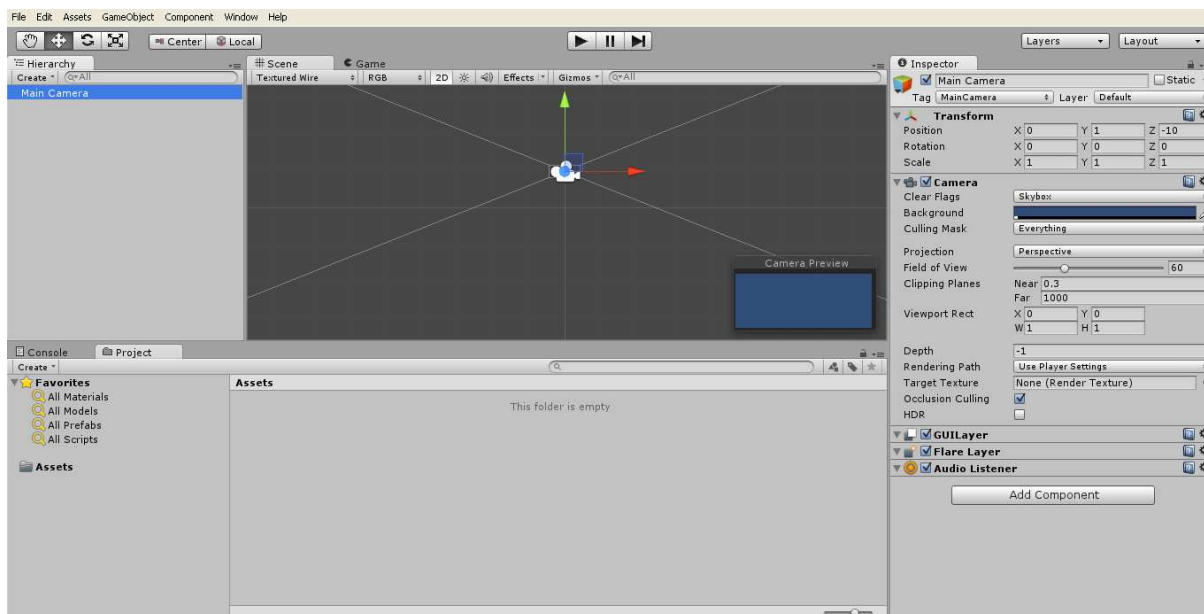 File Edit Assets GameObject Component Window Help
Center Local Layers Layout
Hierarchy
Create All
Main Camera
Scene Game
Textured Wire RGB 2D Effects Gizmos All
Camera Preview
Console Project
Create
Favorites
All Materials
All Models
All Prefabs
All Scripts
Assets
Assets
This folder is empty
Inspector
Main Camera Static
Tag MainCamera Layer Default
Transform
Position X 0 Y 1 Z -10
Rotation X 0 Y 0 Z 0
Scale X 1 Y 1 Z 1
Camera
Clear Flags Skybox
Background
Culling Mask Everything
Projection Perspective
Field of View 60
Clipping Planes Near 0.3
Far 1000
Viewport Rect X 0 Y 0
W 1 H 1
Depth -1
Rendering Path Use Player Settings
Target Texture None (Render Texture)
Occlusion Culling
HDR
GUILayer
Flare Layer
Audio Listener
Add Component